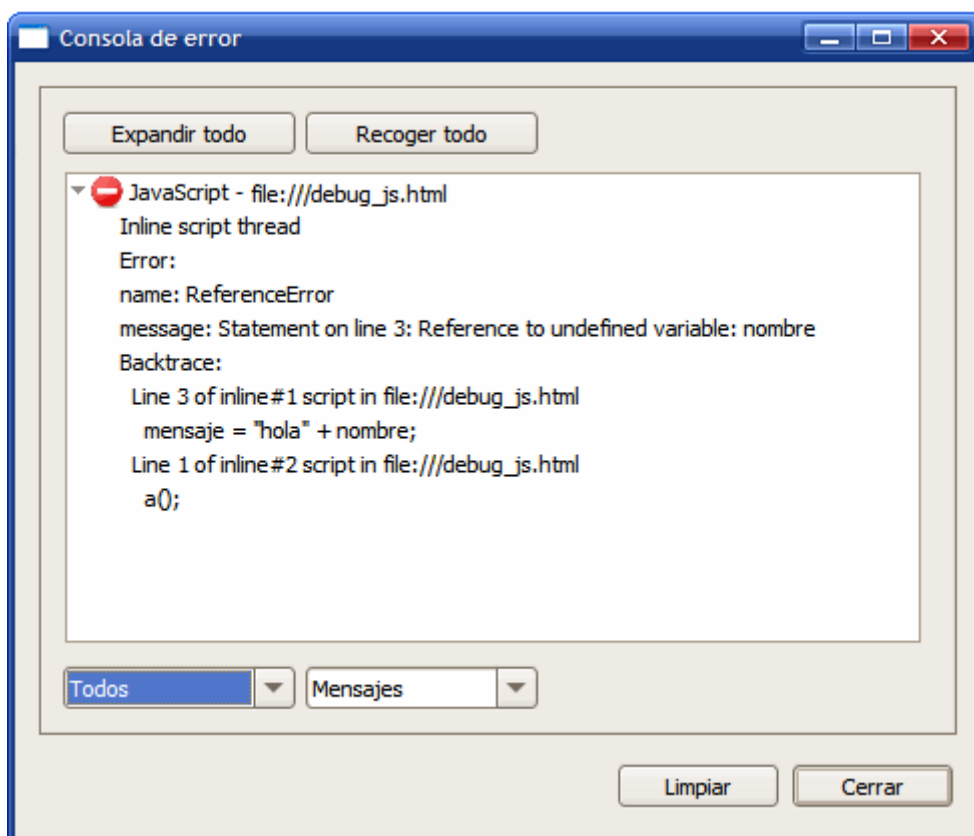 Consola de error
Expandir todo Recoger todo
JavaScript - file:///debug_js.html
Inline script thread
Error:
name: ReferenceError
message: Statement on line 3: Reference to undefined variable: nombre
Backtrace:
Line 3 of inline#1 script in file:///debug_js.html
mensaje = "hola" + nombre;
Line 1 of inline#2 script in file:///debug_js.html
a();
Todos Mensajes
Limpiar Cerrar